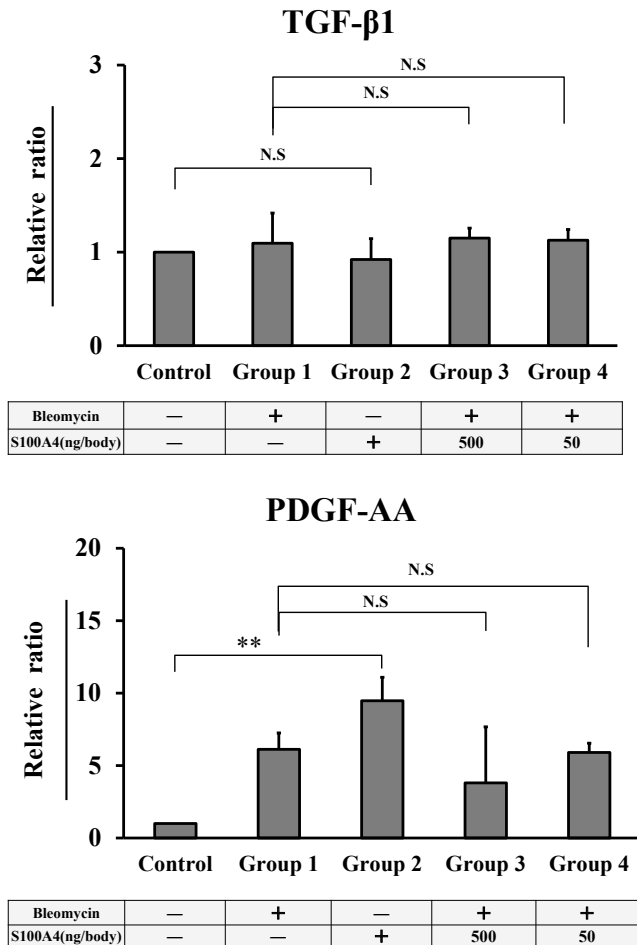 TGF-β1
3
2
1
0
Relative ratio
N.S
N.S
N.S
Control Group 1 Group 2 Group 3 Group 4
Bleomycin — + — + +
S100A4(ng/body) — — + 500 50
PDGF-AA
20
15
10
5
0
Relative ratio
N.S
N.S
**
Control Group 1 Group 2 Group 3 Group 4
Bleomycin — + — + +
S100A4(ng/body) — — + 500 50